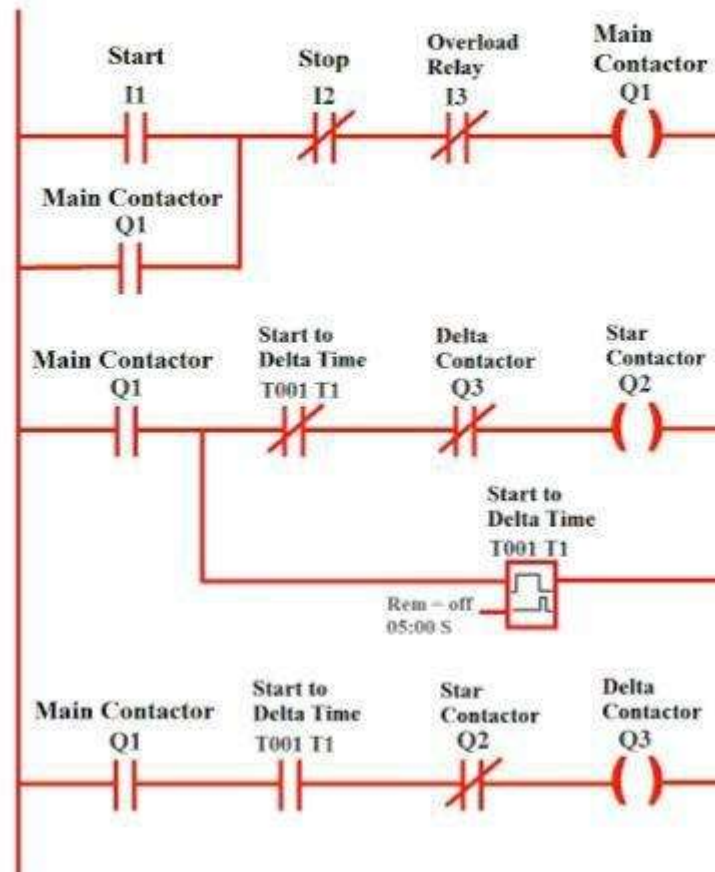 Start
I1
Stop
I2
Overload
Relay
I3
Main
Contactor
Q1
Main Contactor
Q1
Main Contactor
Q1
Start to
Delta Time
T001 T1
Delta
Contactor
Q3
Star
Contactor
Q2
Start to
Delta Time
T001 T1
Rem = off
05:00 S
Main Contactor
Q1
Start to
Delta Time
T001 T1
Star
Contactor
Q2
Delta
Contactor
Q3